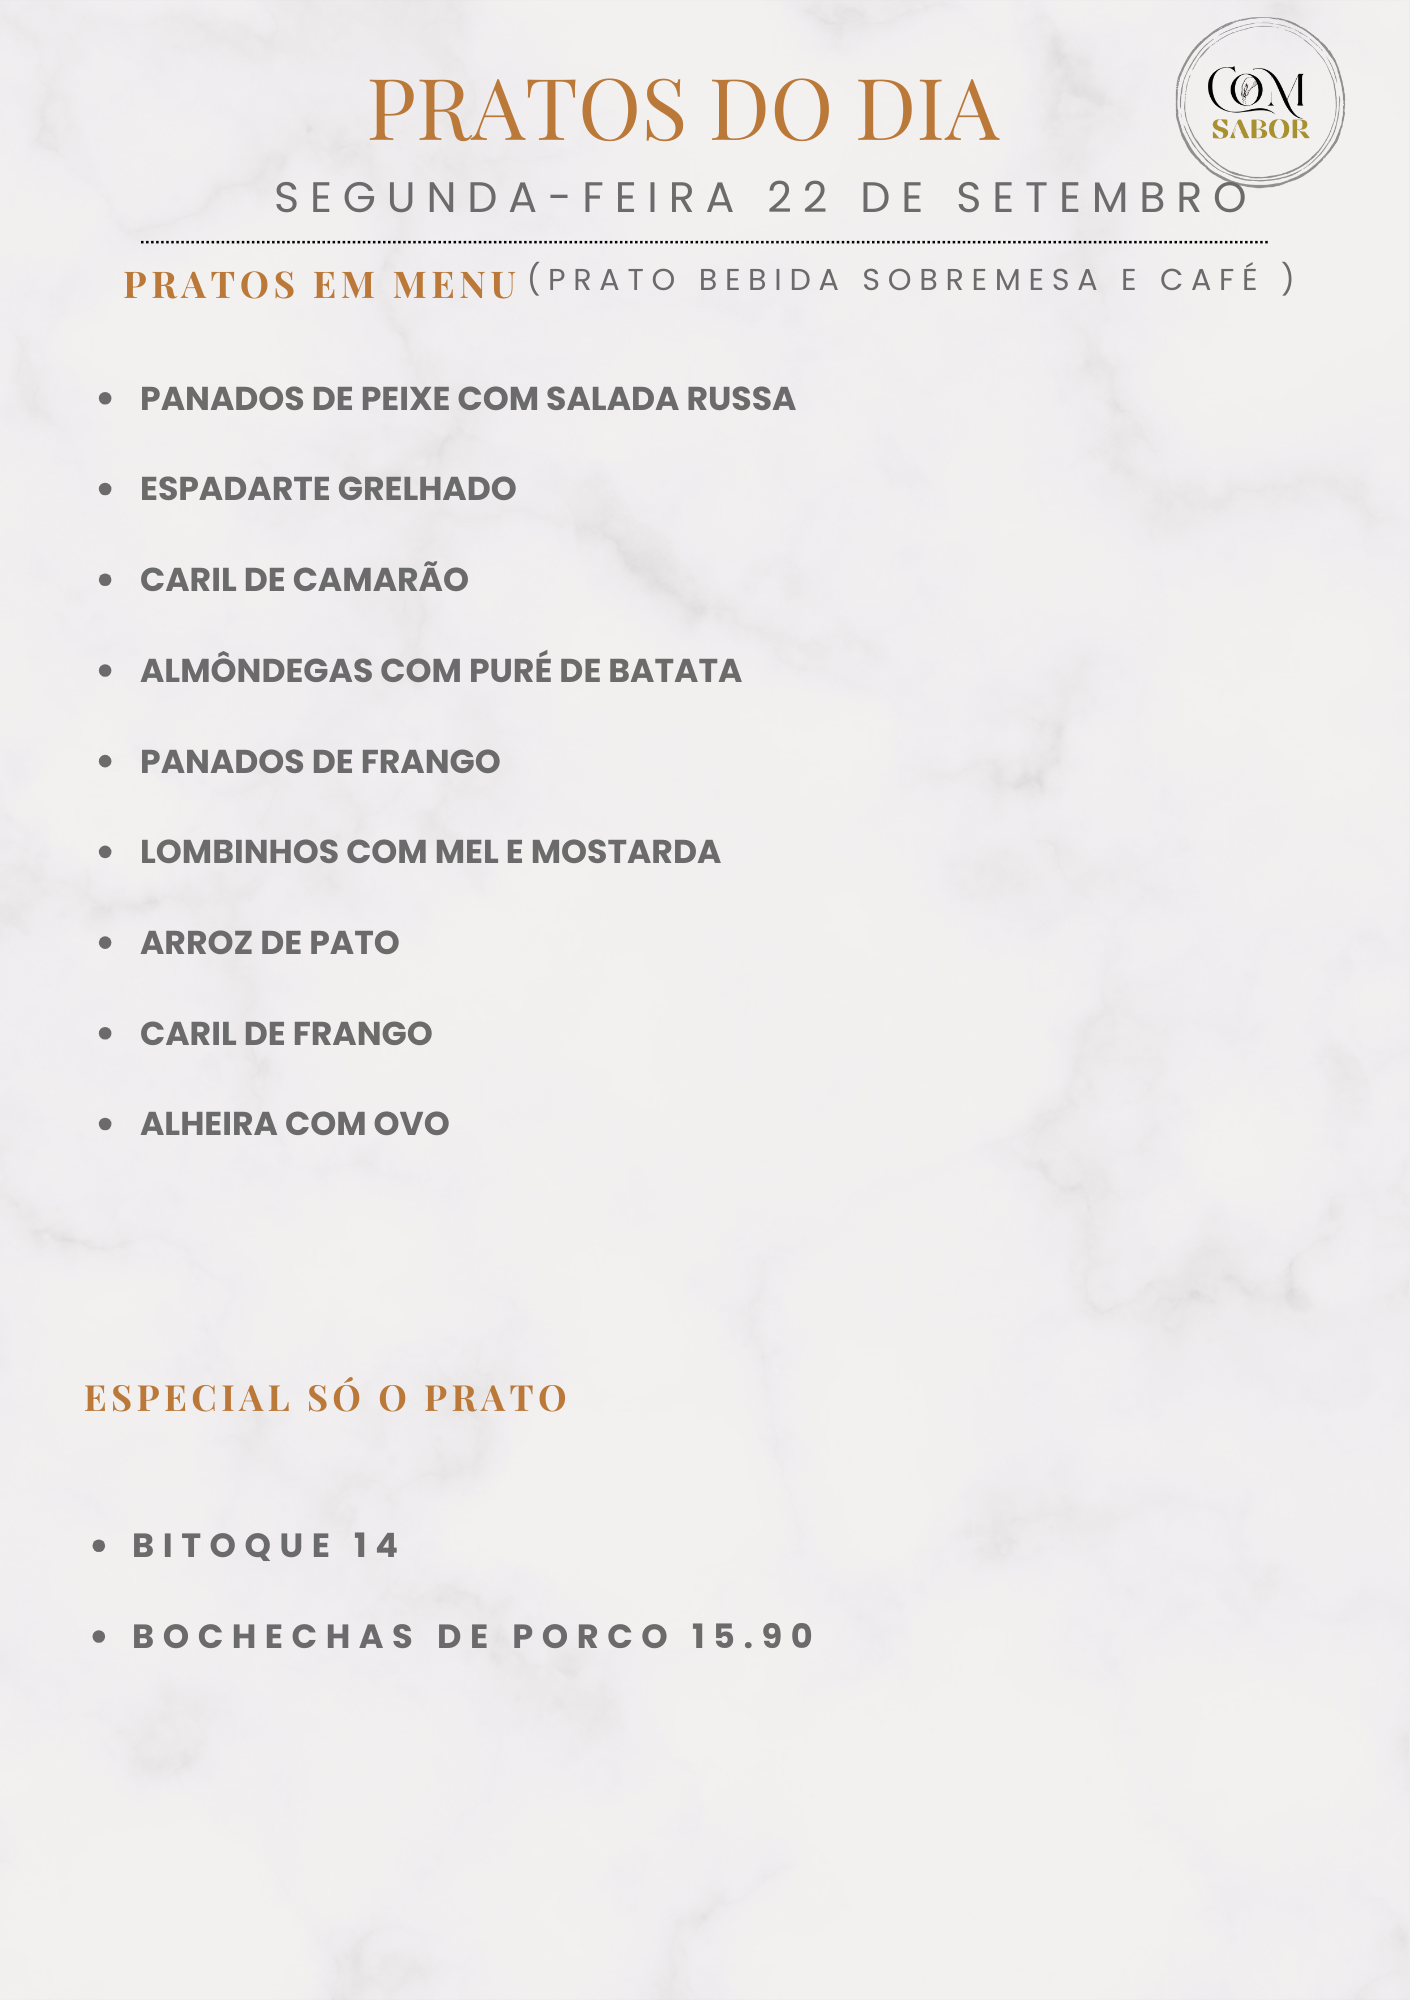 COM
SABOR
PRATOS DO DIA
SEGUNDA-FEIRA 22 DE SETEMBRO
PRATOS EM MENU (PRATO BEBIDA SOBREMESA E CAFÉ )
• PANADOS DE PEIXE COM SALADA RUSSA
• ESPADARTE GRELHADO
• CARIL DE CAMARÃO
• ALMÔNDEGAS COM PURÉ DE BATATA
• PANADOS DE FRANGO
• LOMBINHOS COM MEL E MOSTARDA
• ARROZ DE PATO
• CARIL DE FRANGO
• ALHEIRA COM OVO
ESPECIAL SÓ O PRATO
• BITOQUE 14
• BOCHECHAS DE PORCO 15.90